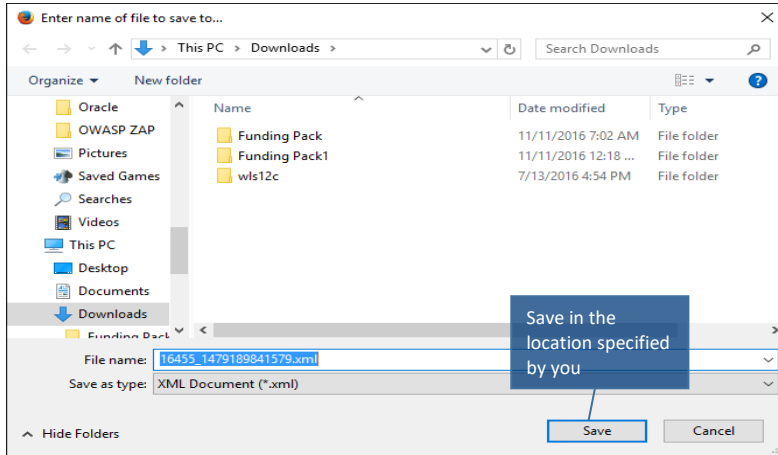 Enter name of file to save to...
This PC > Downloads >
Search Downloads
Organize
New folder
Name
Date modified
Type
Oracle
OWASP ZAP
Pictures
Saved Games
Searches
Videos
This PC
Desktop
Documents
Downloads
Funding Pack
Funding Pack 11/11/2016 7:02 AM File folder
Funding Pack1 11/11/2016 12:18 ... File folder
wls12c 7/13/2016 4:54 PM File folder
Save in the
location specified
by you
File name: 16455_1479189841579.xml
Save as type: XML Document (*.xml)
Hide Folders
Save
Cancel